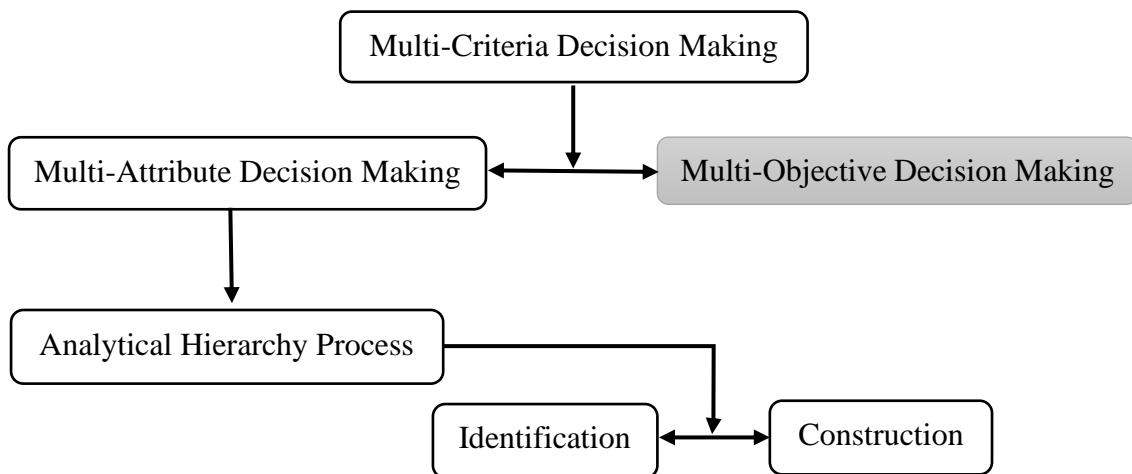 Multi-Criteria Decision Making
Multi-Attribute Decision Making
Multi-Objective Decision Making
Analytical Hierarchy Process
Identification
Construction